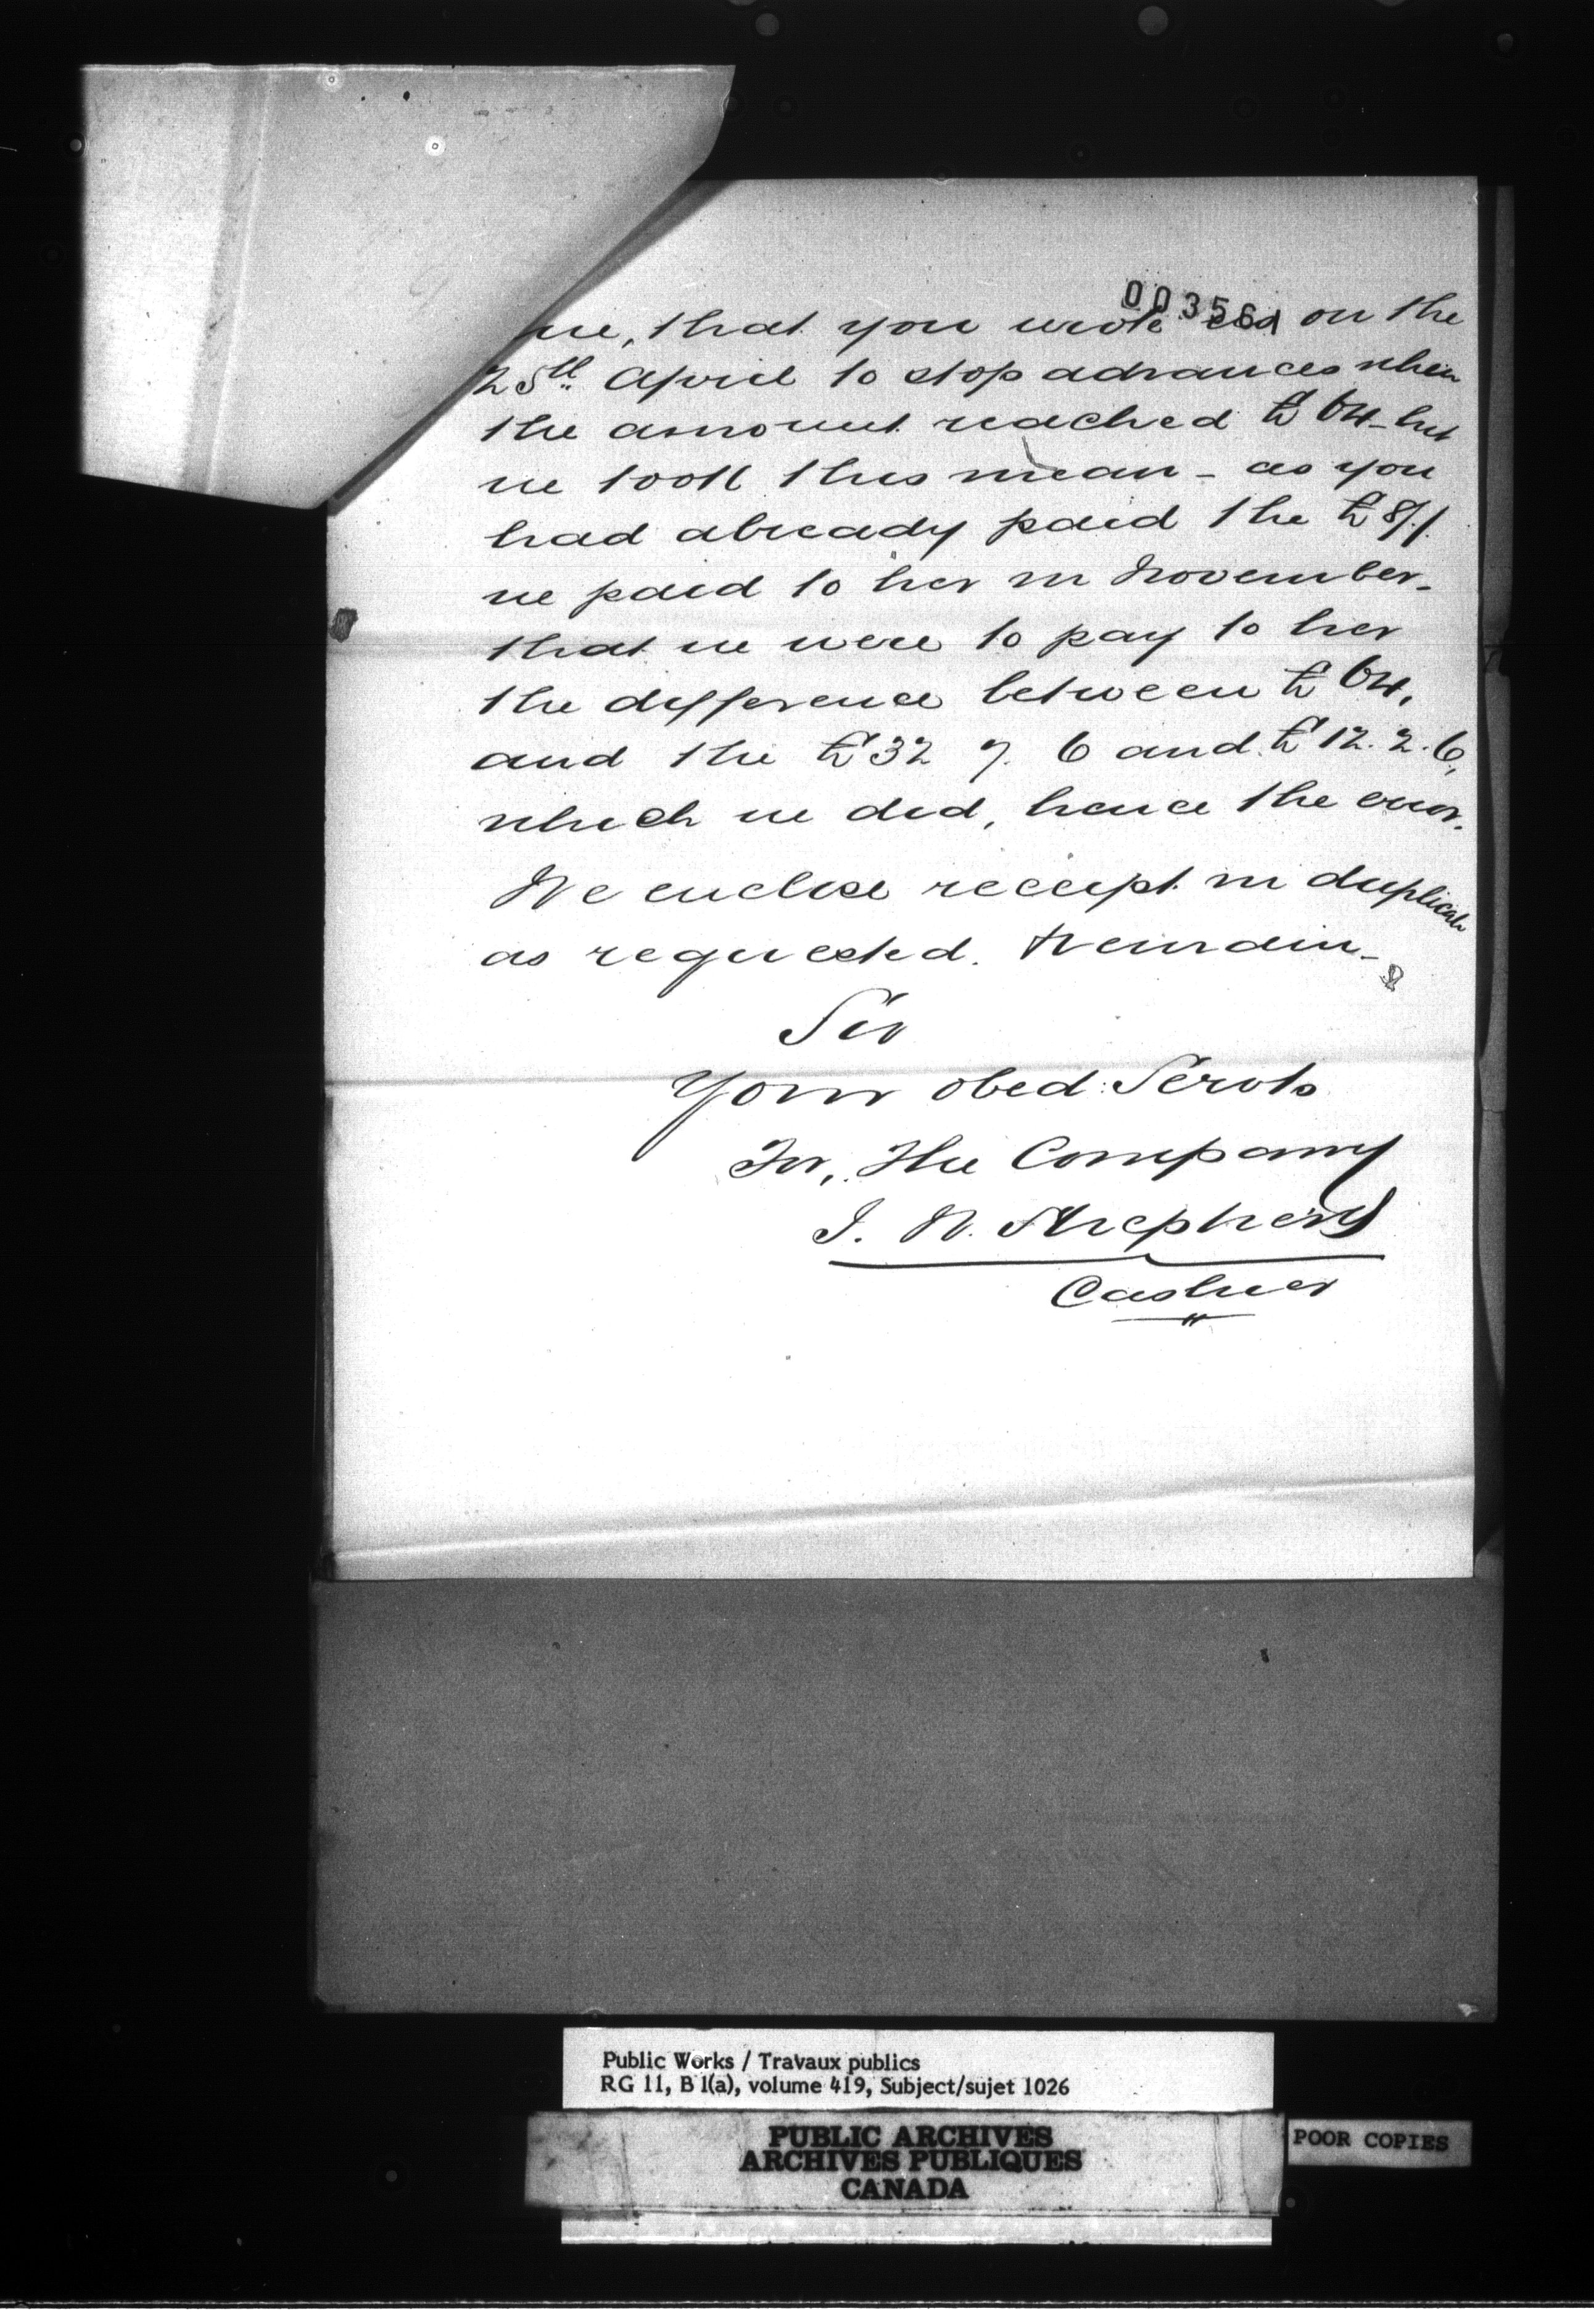 003561
ue, that you wrote us on the
25th April to stop advances when
the amount reached £64 - but
we took this mean - as you
had already paid the £8/1.
we paid to her in November -
that we were to pay to her
the difference between £64,
and the £32 7. 6 and £12. 2. 6,
which we did, hence the error.
We enclose receipt in duplicate
as requested. Remain -
Sir
Your obed: Servts
For, The Company
J. W. Shepherd
Cashier
Public Works / Travaux publics
RG 11, B 1(a), volume 419, Subject/sujet 1026
PUBLIC ARCHIVES
ARCHIVES PUBLIQUES
CANADA
POOR COPIES